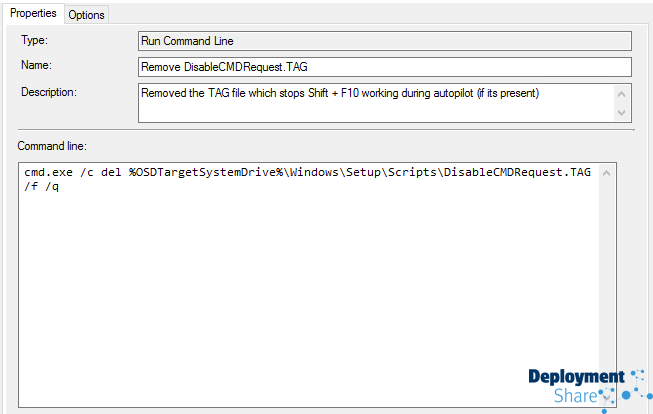 Properties
Options
Type:
Run Command Line
Name:
Remove DisableCMDRequest.TAG
Description:
Removed the TAG file which stops Shift + F10 working during autopilot (if its present)
Command line:
cmd.exe /c del %OSDTargetSystemDrive%\Windows\Setup\Scripts\DisableCMDRequest.TAG
/f /q
Deployment
Share